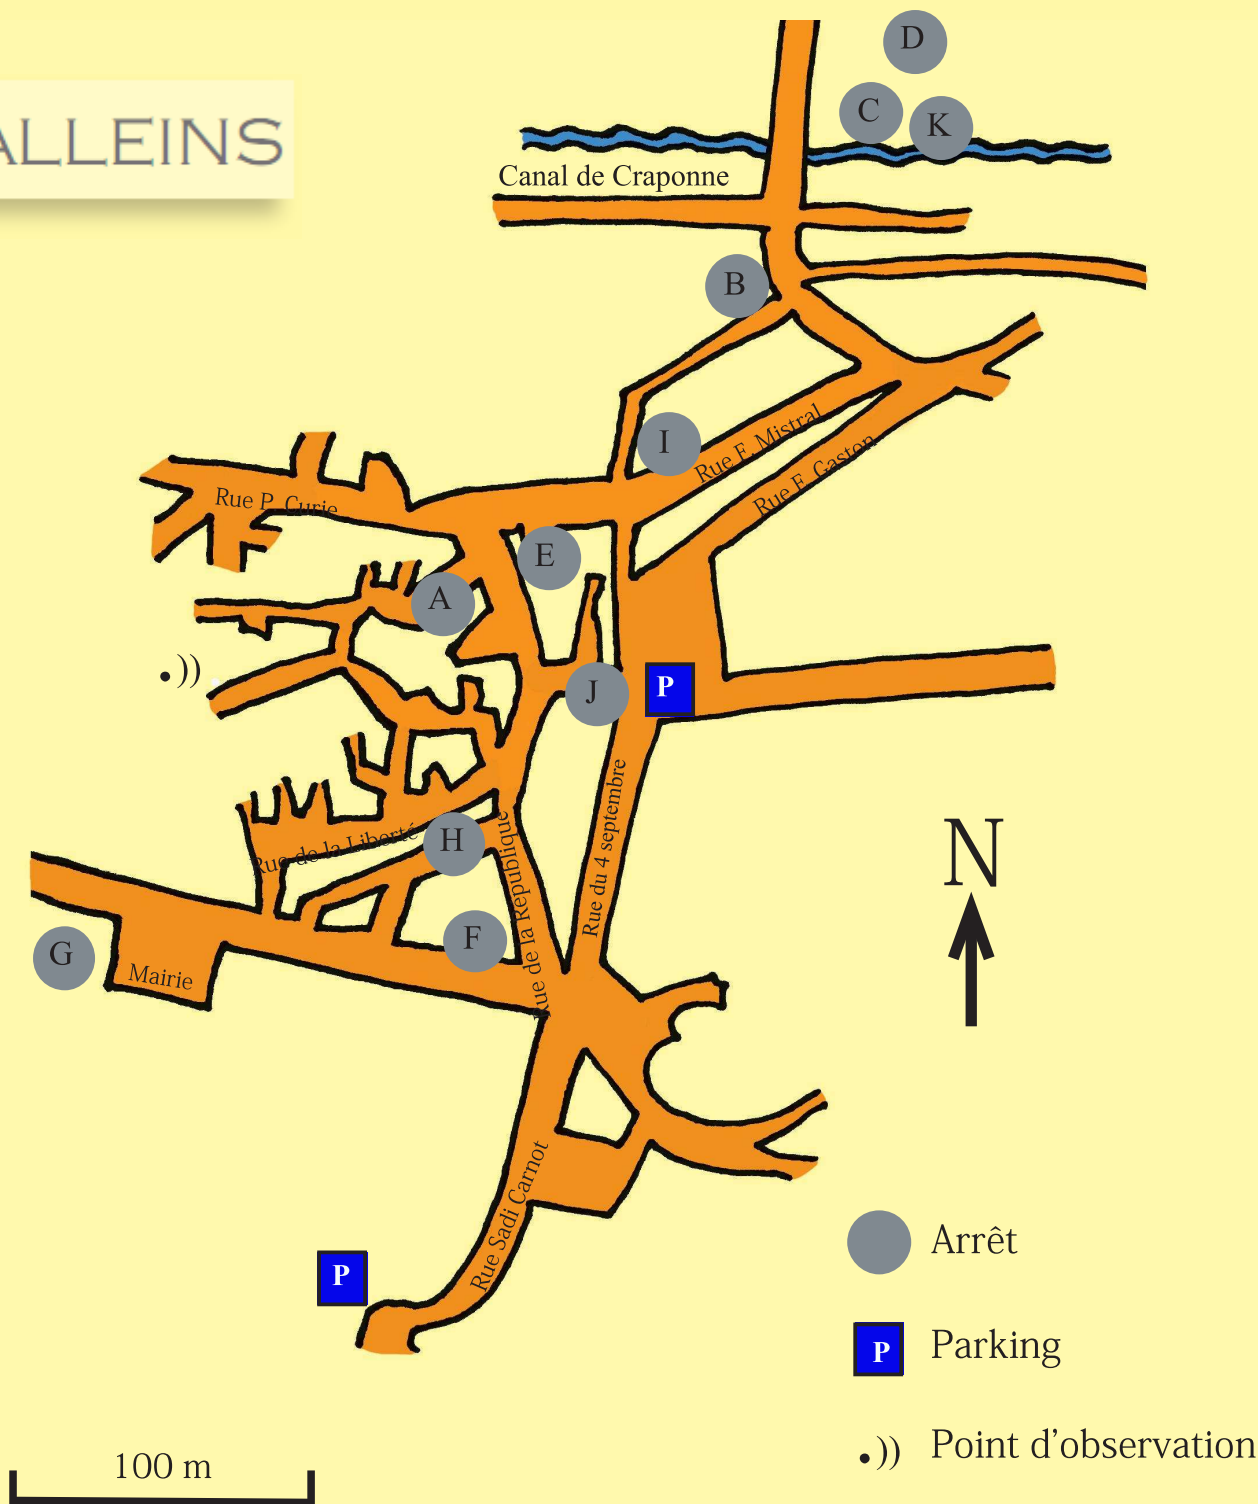 D
C
K
ALLEINS
Canal de Craponne
B
I
Rue F. Mistral
Rue F. Gaston
Rue P. Curie
E
A
.))
J
P
Rue du 4 septembre
Rue de la Liberté
H
Rue de la République
F
G
Mairie
N
Rue Sadi Carnot
P
Arrêt
P Parking
.)) Point d’observation
100 m